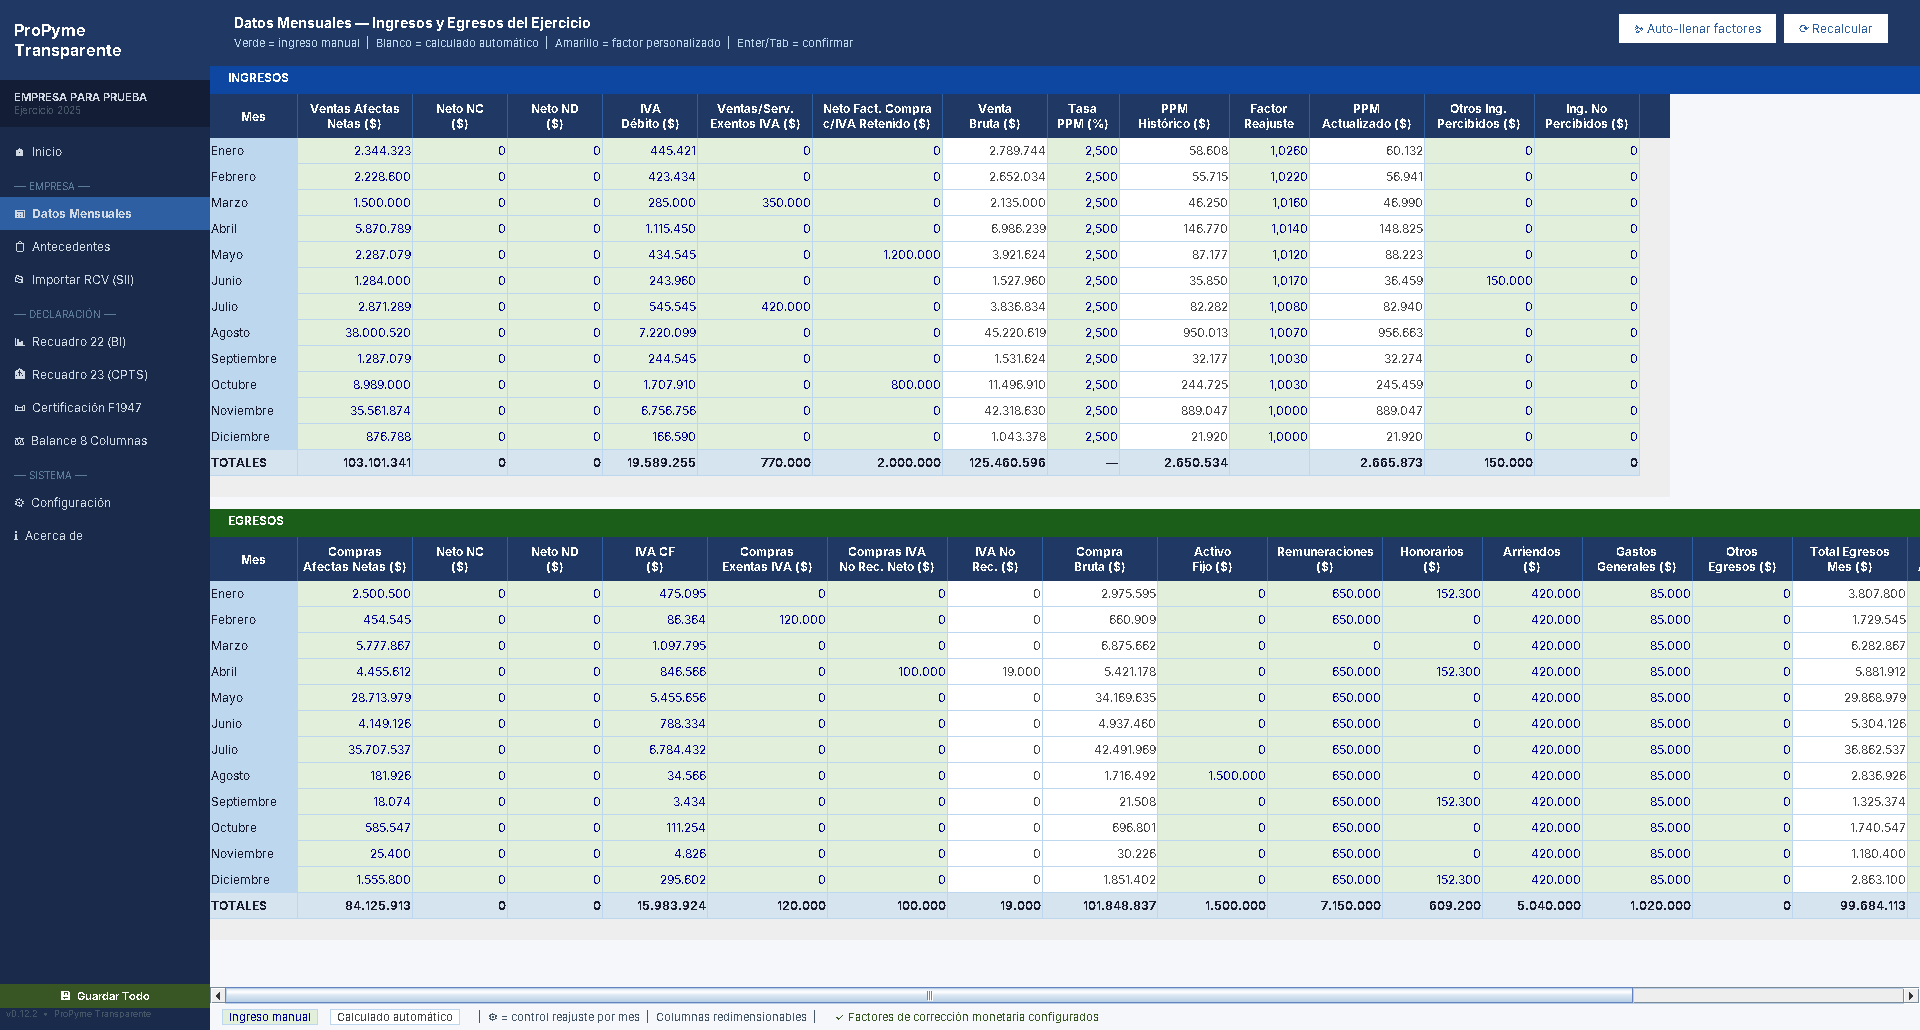 ProPyme
Transparente
EMPRESA PARA PRUEBA
Ejercicio 2025
Inicio
— EMPRESA —
Datos Mensuales
Antecedentes
Importar RCV (SII)
— DECLARACIÓN —
Recuadro 22 (BI)
Recuadro 23 (CPTS)
Certificación F1947
Balance 8 Columnas
— SISTEMA —
Configuración
Acerca de
Guardar Todo
v0.12.2 • ProPyme Transparente
Datos Mensuales — Ingresos y Egresos del Ejercicio
Verde = ingreso manual | Blanco = calculado automático | Amarillo = factor personalizado | Enter/Tab = confirmar
Auto-llenar factores
Recalcular
INGRESOS
Mes | Ventas Afectas Netas ($) | Neto NC ($) | Neto ND ($) | IVA Débito ($) | Ventas/Serv. Exentos IVA ($) | Neto Fact. Compra c/IVA Retenido ($) | Venta Bruta ($) | Tasa PPM (%) | PPM Histórico ($) | Factor Reajuste | PPM Actualizado ($) | Otros Ing. Percibidos ($) | Ing. No Percibidos ($)
Enero 2.344.323 0 0 445.421 0 0 2.789.744 2,500 58.608 1,0260 60.132 0 0
Febrero 2.228.600 0 0 423.434 0 0 2.652.034 2,500 55.715 1,0220 56.941 0 0
Marzo 1.500.000 0 0 285.000 350.000 0 2.135.000 2,500 46.250 1,0160 46.990 0 0
Abril 5.870.789 0 0 1.115.450 0 0 6.986.239 2,500 146.770 1,0140 148.825 0 0
Mayo 2.287.079 0 0 434.545 0 1.200.000 3.921.624 2,500 87.177 1,0120 88.223 0 0
Junio 1.284.000 0 0 243.960 0 0 1.527.960 2,500 35.850 1,0170 36.459 150.000 0
Julio 2.871.289 0 0 545.545 420.000 0 3.836.834 2,500 82.282 1,0080 82.940 0 0
Agosto 38.000.520 0 0 7.220.099 0 0 45.220.619 2,500 950.013 1,0070 956.663 0 0
Septiembre 1.287.079 0 0 244.545 0 0 1.531.624 2,500 32.177 1,0030 32.274 0 0
Octubre 8.989.000 0 0 1.707.910 0 800.000 11.496.910 2,500 244.725 1,0030 245.459 0 0
Noviembre 35.561.874 0 0 6.756.756 0 0 42.318.630 2,500 889.047 1,0000 889.047 0 0
Diciembre 876.788 0 0 166.590 0 0 1.043.378 2,500 21.920 1,0000 21.920 0 0
TOTALES 103.101.341 0 0 19.589.255 770.000 2.000.000 125.460.596 — 2.650.534 2.665.873 150.000 0
EGRESOS
Mes | Compras Afectas Netas ($) | Neto NC ($) | Neto ND ($) | IVA CF ($) | Compras Exentas IVA ($) | Compras IVA No Rec. Neto ($) | IVA No Rec. ($) | Compra Bruta ($) | Activo Fijo ($) | Remuneraciones ($) | Honorarios ($) | Arriendos ($) | Gastos Generales ($) | Otros Egresos ($) | Total Egresos Mes ($)
Enero 2.500.500 0 0 475.095 0 0 0 2.975.595 0 650.000 152.300 420.000 85.000 0 3.807.800
Febrero 454.545 0 0 86.364 120.000 0 0 660.909 0 650.000 0 420.000 85.000 0 1.729.545
Marzo 5.777.867 0 0 1.097.795 0 0 0 6.875.662 0 0 0 420.000 85.000 0 6.282.867
Abril 4.455.612 0 0 846.566 0 100.000 19.000 5.421.178 0 650.000 152.300 420.000 85.000 0 5.881.912
Mayo 28.713.979 0 0 5.455.656 0 0 0 34.169.635 0 650.000 0 420.000 85.000 0 29.868.979
Junio 4.149.126 0 0 788.334 0 0 0 4.937.460 0 650.000 0 420.000 85.000 0 5.304.126
Julio 35.707.537 0 0 6.784.432 0 0 0 42.491.969 0 650.000 0 420.000 85.000 0 36.862.537
Agosto 181.926 0 0 34.566 0 0 0 1.716.492 1.500.000 650.000 0 420.000 85.000 0 2.836.926
Septiembre 18.074 0 0 3.434 0 0 0 21.508 0 650.000 152.300 420.000 85.000 0 1.325.374
Octubre 585.547 0 0 111.254 0 0 0 696.801 0 650.000 0 420.000 85.000 0 1.740.547
Noviembre 25.400 0 0 4.826 0 0 0 30.226 0 650.000 0 420.000 85.000 0 1.180.400
Diciembre 1.555.800 0 0 295.602 0 0 0 1.851.402 0 650.000 152.300 420.000 85.000 0 2.863.100
TOTALES 84.125.913 0 0 15.983.924 120.000 100.000 19.000 101.848.837 1.500.000 7.150.000 609.200 5.040.000 1.020.000 0 99.684.113
Ingreso manual
Calculado automático
| ⚙ = control reajuste por mes | Columnas redimensionables |
✓ Factores de corrección monetaria configurados